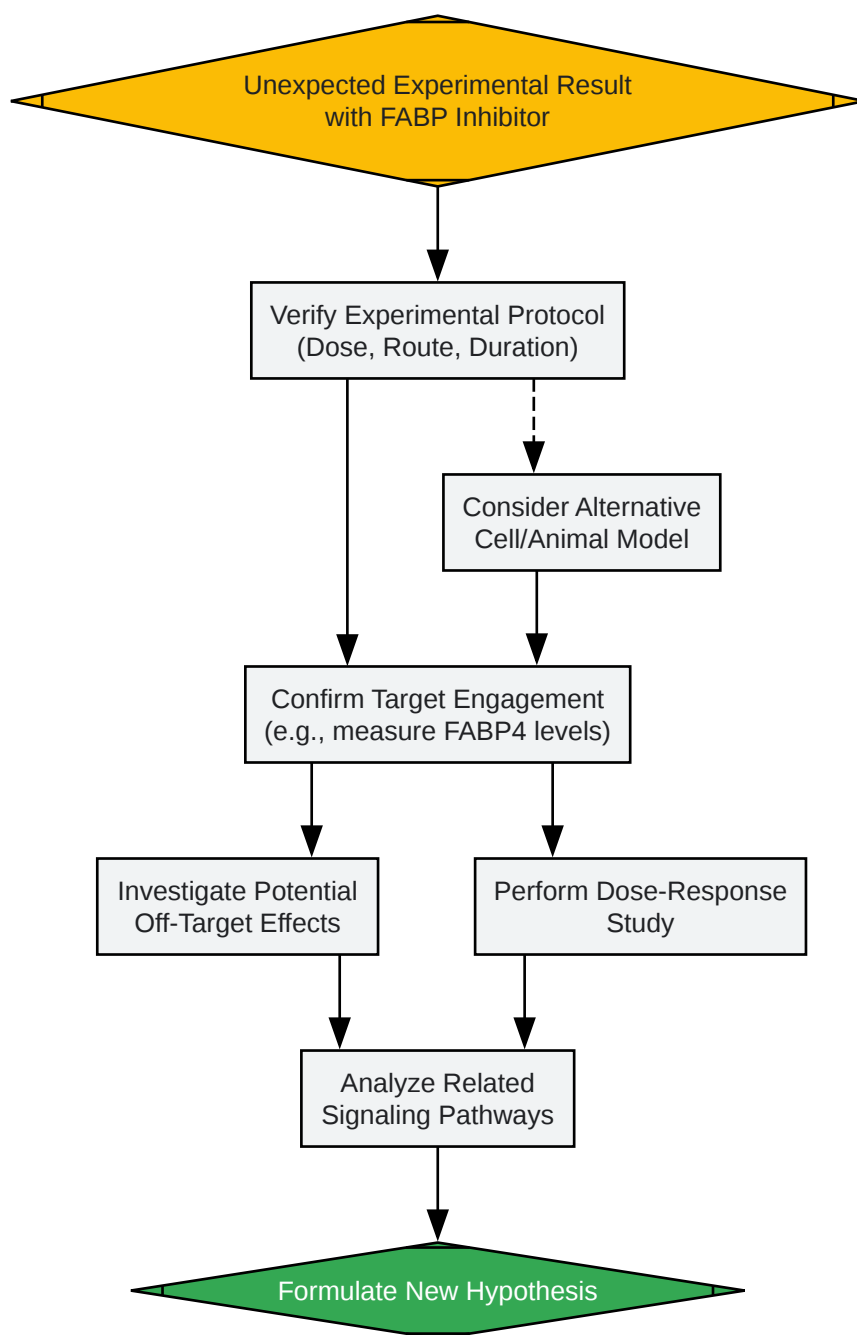 Unexpected Experimental Result
with FABP Inhibitor
Verify Experimental Protocol
(Dose, Route, Duration)
Consider Alternative
Cell/Animal Model
Confirm Target Engagement
(e.g., measure FABP4 levels)
Investigate Potential
Off-Target Effects
Perform Dose-Response
Study
Analyze Related
Signaling Pathways
Formulate New Hypothesis